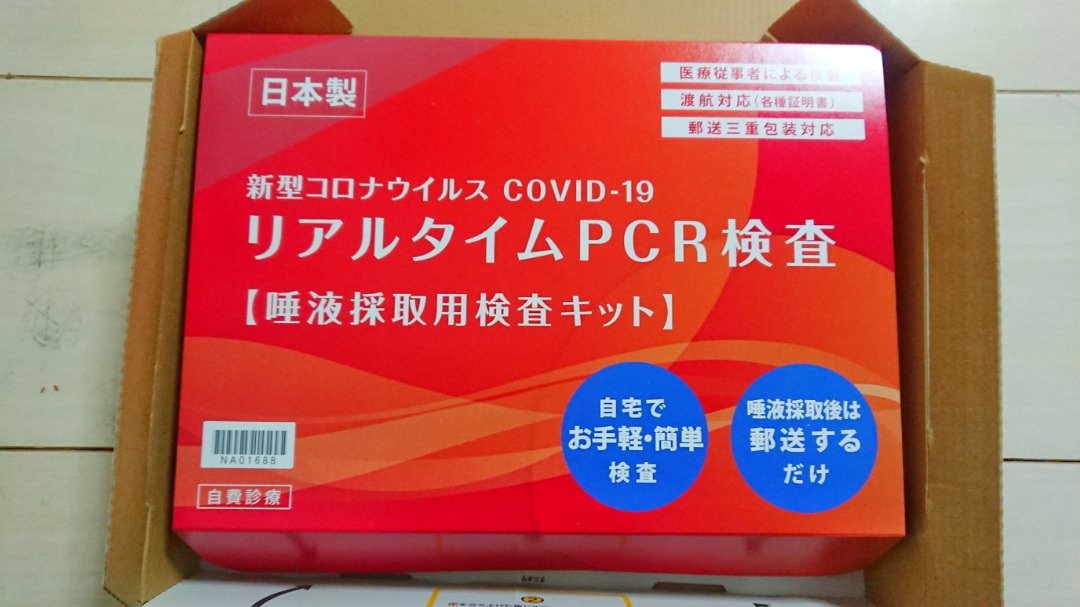 日本製
医療従事者による検査
渡航対応(各種証明書)
郵送三重包装対応
新型コロナウイルス COVID-19
リアルタイムPCR検査
【唾液採取用検査キット】
自宅で
お手軽・簡単
検査
唾液採取後は
郵送する
だけ
NA01688
自費診療